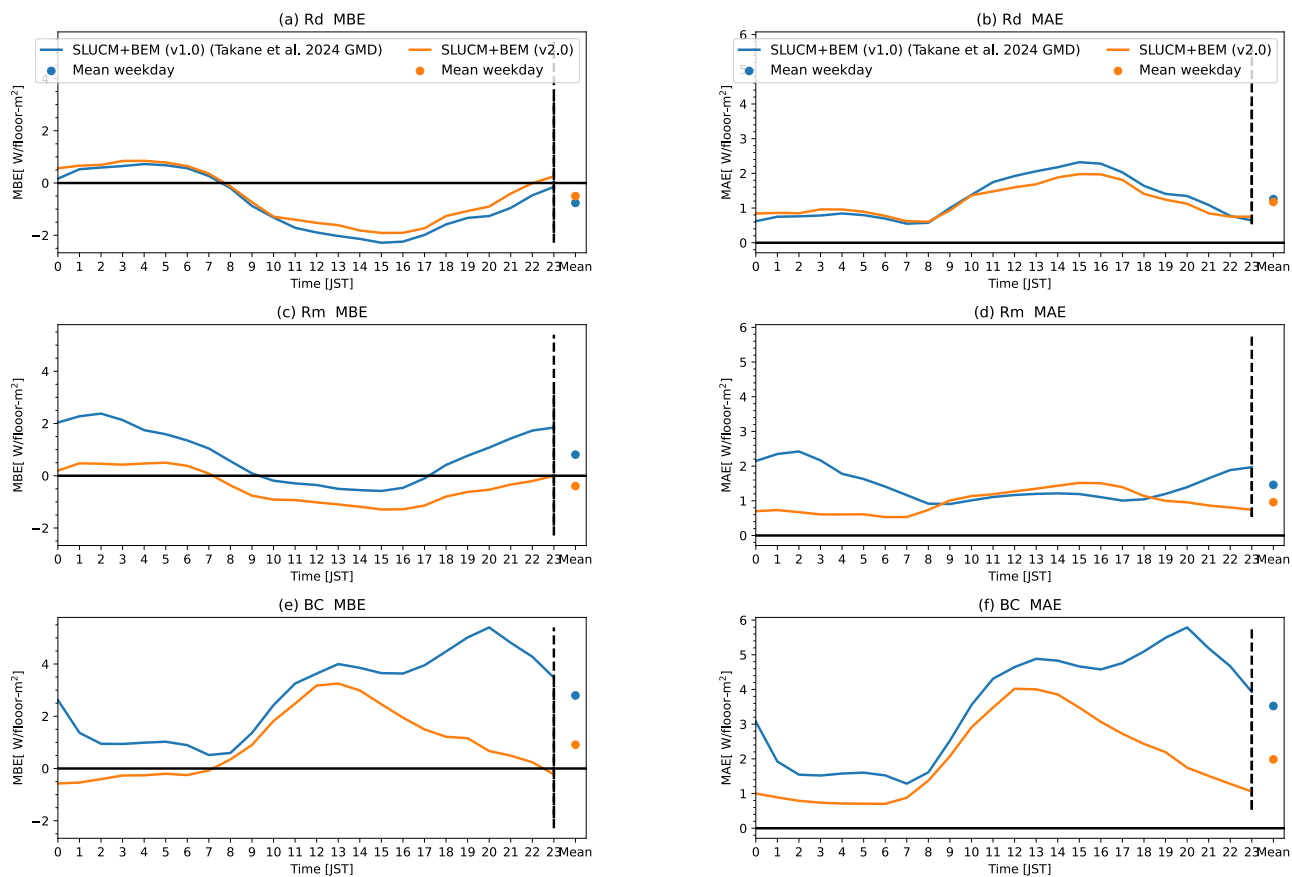 (a) Rd  MBE
SLUCM+BEM (v1.0) (Takane et al. 2024 GMD)
SLUCM+BEM (v2.0)
Mean weekday
Mean weekday
MBE[ W/flooor-m²]
4
2
0
−2
0 1 2 3 4 5 6 7 8 9 10 11 12 13 14 15 16 17 18 19 20 21 22 23 Mean
Time [JST]
(b) Rd  MAE
SLUCM+BEM (v1.0) (Takane et al. 2024 GMD)
SLUCM+BEM (v2.0)
Mean weekday
Mean weekday
MAE[ W/flooor-m²]
6
5
4
3
2
1
0
0 1 2 3 4 5 6 7 8 9 10 11 12 13 14 15 16 17 18 19 20 21 22 23 Mean
Time [JST]
(c) Rm  MBE
MBE[ W/flooor-m²]
4
2
0
−2
0 1 2 3 4 5 6 7 8 9 10 11 12 13 14 15 16 17 18 19 20 21 22 23 Mean
Time [JST]
(d) Rm  MAE
MAE[ W/flooor-m²]
6
5
4
3
2
1
0
0 1 2 3 4 5 6 7 8 9 10 11 12 13 14 15 16 17 18 19 20 21 22 23 Mean
Time [JST]
(e) BC  MBE
MBE[ W/flooor-m²]
4
2
0
−2
0 1 2 3 4 5 6 7 8 9 10 11 12 13 14 15 16 17 18 19 20 21 22 23 Mean
Time [JST]
(f) BC  MAE
MAE[ W/flooor-m²]
6
5
4
3
2
1
0
0 1 2 3 4 5 6 7 8 9 10 11 12 13 14 15 16 17 18 19 20 21 22 23 Mean
Time [JST]